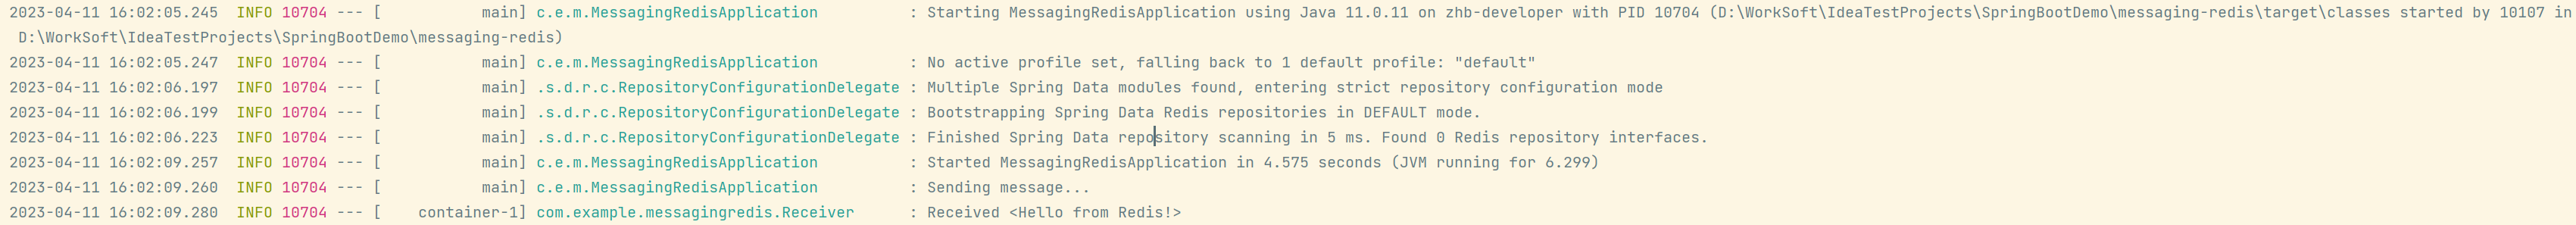 2023-04-11 16:02:05.245  INFO 10704 --- [           main] c.e.m.MessagingRedisApplication          : Starting MessagingRedisApplication using Java 11.0.11 on zhb-developer with PID 10704 (D:\WorkSoft\IdeaTestProjects\SpringBootDemo\messaging-redis\target\classes started by 10107 in
 D:\WorkSoft\IdeaTestProjects\SpringBootDemo\messaging-redis)
2023-04-11 16:02:05.247  INFO 10704 --- [           main] c.e.m.MessagingRedisApplication          : No active profile set, falling back to 1 default profile: "default"
2023-04-11 16:02:06.197  INFO 10704 --- [           main] .s.d.r.c.RepositoryConfigurationDelegate : Multiple Spring Data modules found, entering strict repository configuration mode
2023-04-11 16:02:06.199  INFO 10704 --- [           main] .s.d.r.c.RepositoryConfigurationDelegate : Bootstrapping Spring Data Redis repositories in DEFAULT mode.
2023-04-11 16:02:06.223  INFO 10704 --- [           main] .s.d.r.c.RepositoryConfigurationDelegate : Finished Spring Data repository scanning in 5 ms. Found 0 Redis repository interfaces.
2023-04-11 16:02:09.257  INFO 10704 --- [           main] c.e.m.MessagingRedisApplication          : Started MessagingRedisApplication in 4.575 seconds (JVM running for 6.299)
2023-04-11 16:02:09.260  INFO 10704 --- [           main] c.e.m.MessagingRedisApplication          : Sending message...
2023-04-11 16:02:09.280  INFO 10704 --- [    container-1] com.example.messagingredis.Receiver      : Received <Hello from Redis!>